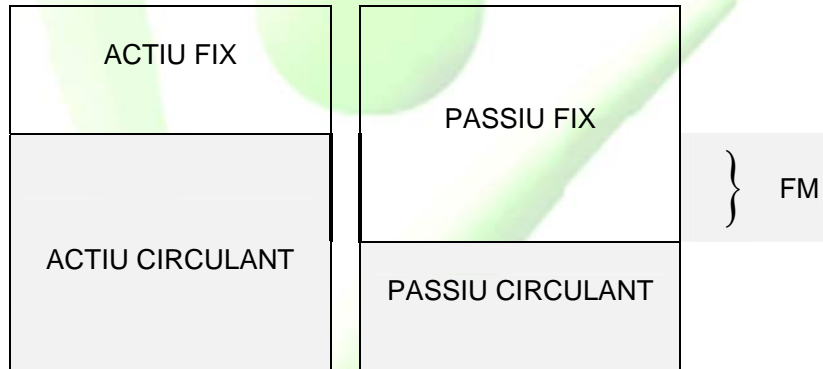 ACTIU FIX
PASSIU FIX
} FM
ACTIU CIRCULANT
PASSIU CIRCULANT